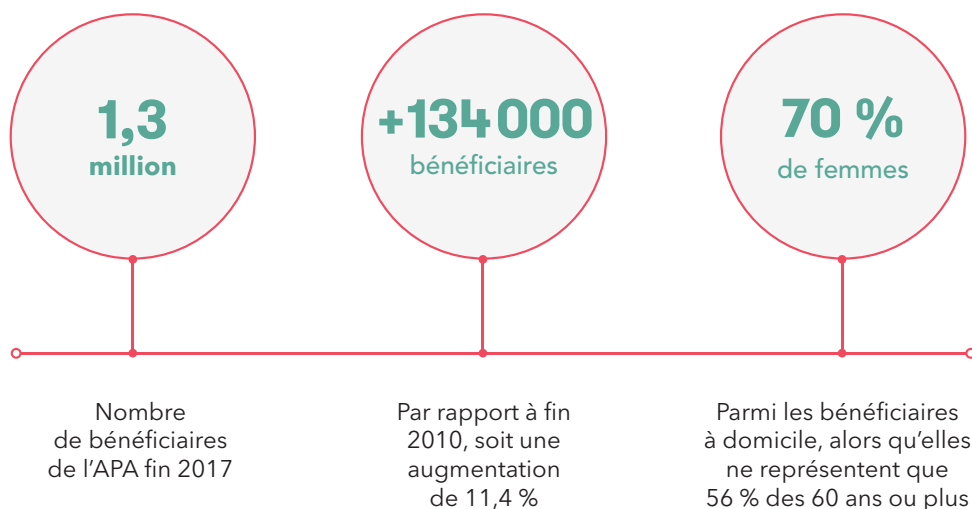 1,3
million
Nombre
de bénéficiaires
de l’APA fin 2017
+134 000
bénéficiaires
Par rapport à fin
2010, soit une
augmentation
de 11,4 %
70 %
de femmes
Parmi les bénéficiaires
à domicile, alors qu’elles
ne représentent que
56 % des 60 ans ou plus